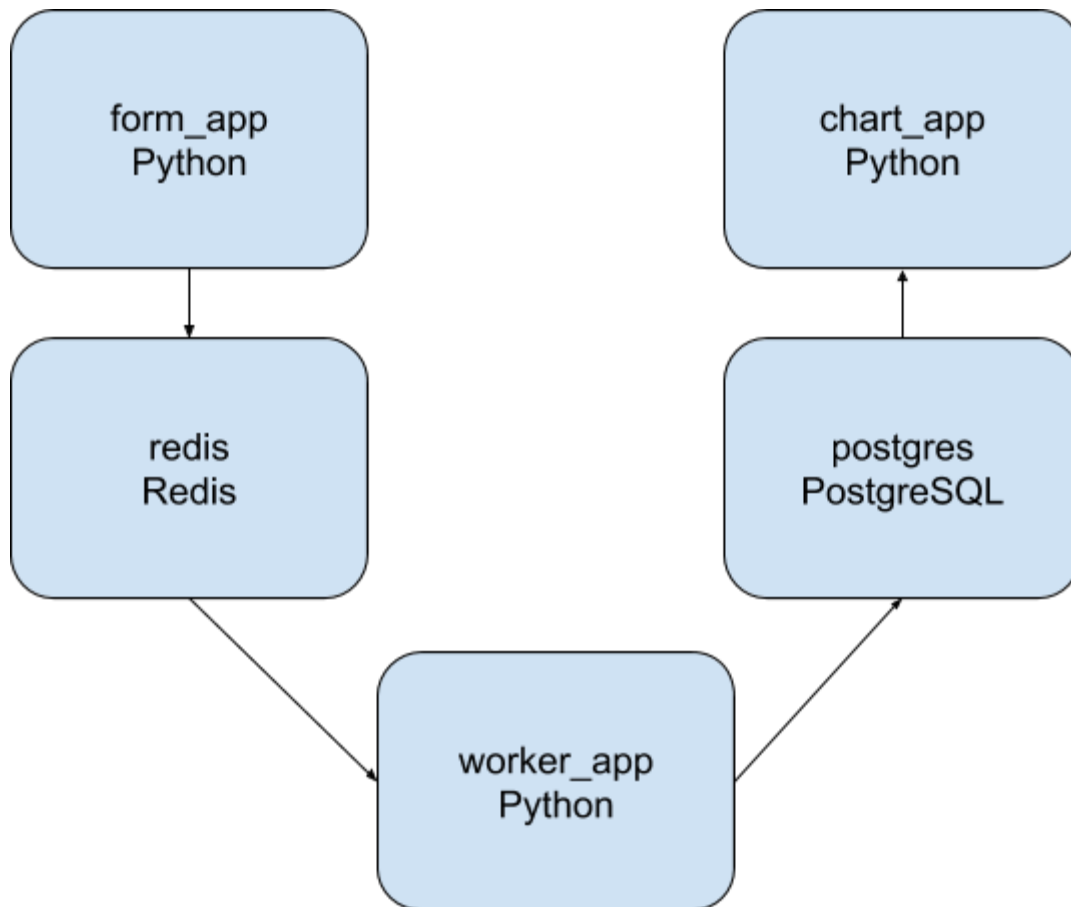 form_app
Python
chart_app
Python
redis
Redis
postgres
PostgreSQL
worker_app
Python